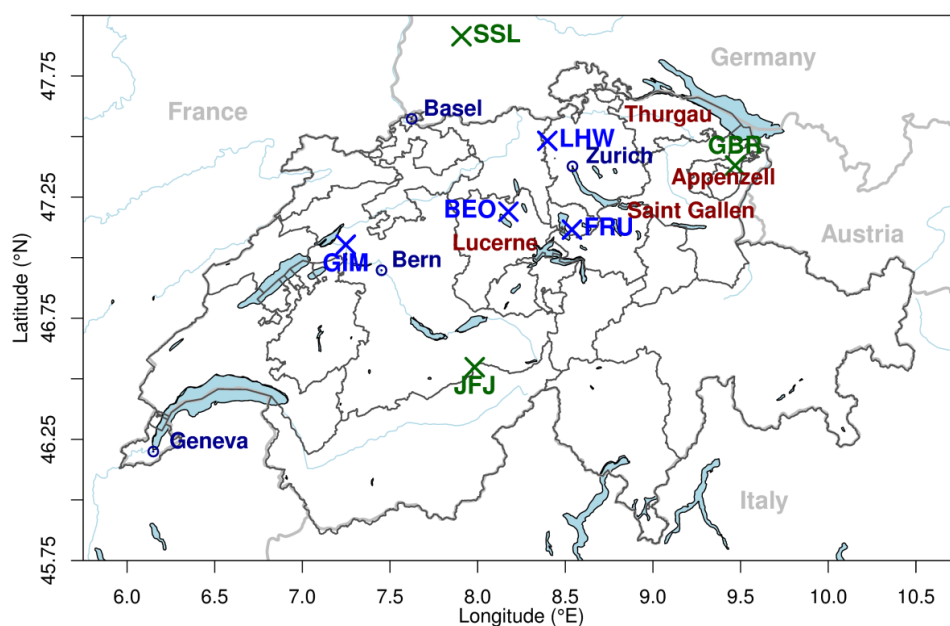 SSL
Germany
47.75
France
Basel
Thurgau
LHW
GBR
Zurich
Appenzell
47.25
BEO
Saint Gallen
FRU
Lucerne
Austria
GIM
Bern
Latitude (°N)
46.75
JFJ
46.25
Geneva
Italy
45.75
6.0 6.5 7.0 7.5 8.0 8.5 9.0 9.5 10.0 10.5
Longitude (°E)